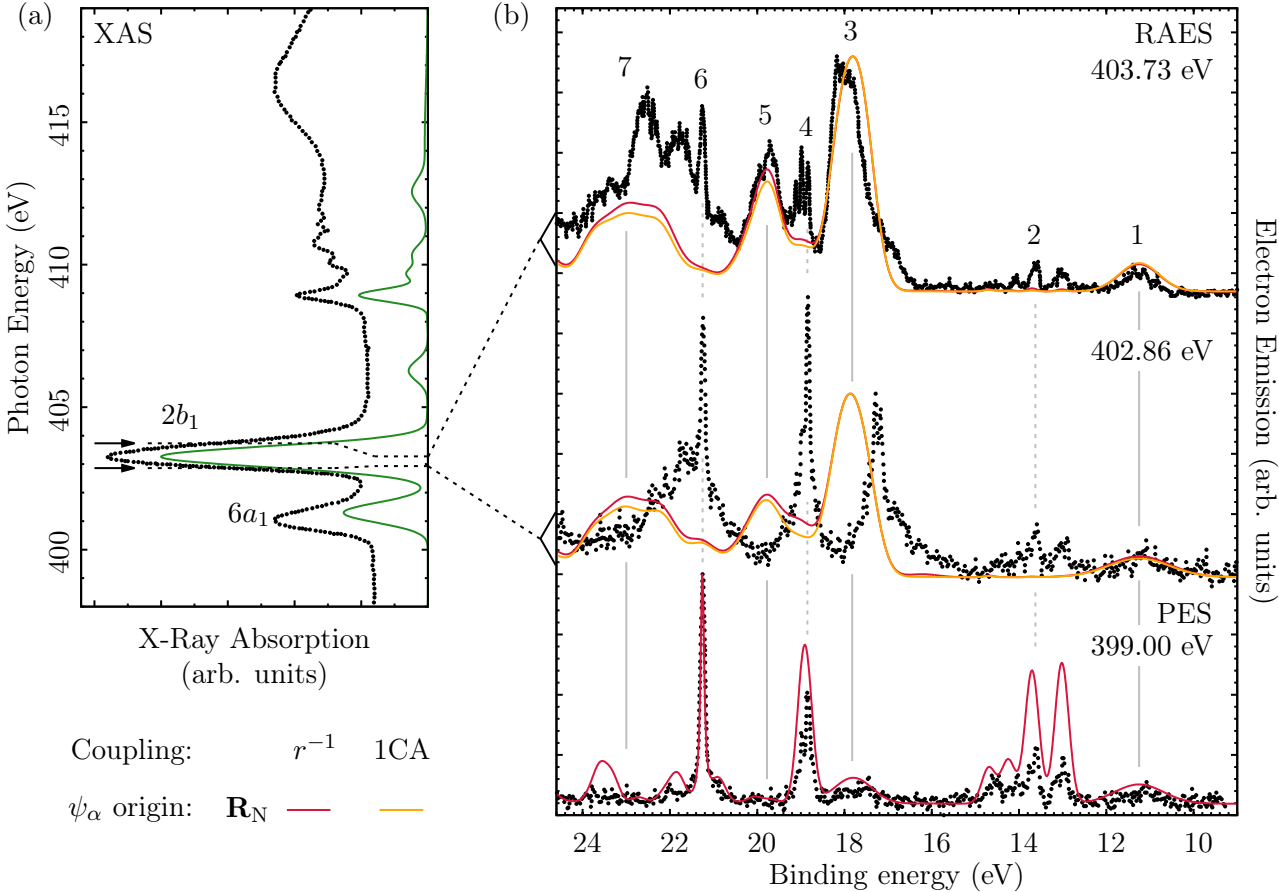 (a)
XAS
Photon Energy (eV)
415
410
405
400
2b₁
6a₁
X-Ray Absorption
(arb. units)
Coupling: r⁻¹ 1CA
ψα origin: R_N
(b)
RAES
403.73 eV
7
6
5
4
3
2
1
402.86 eV
PES
399.00 eV
Electron Emission (arb. units)
24 22 20 18 16 14 12 10
Binding energy (eV)